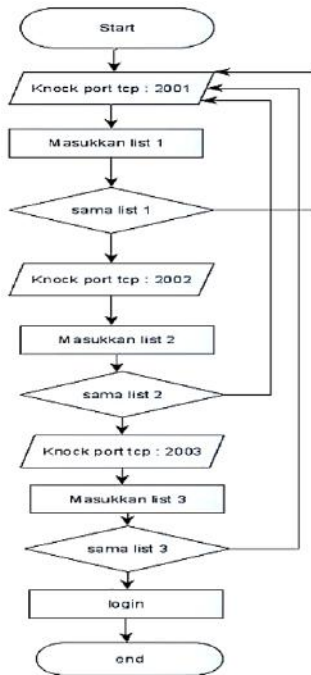 Start
Knock port tcp : 2001
Masukkan list 1
sama list 1
Knock port tcp : 2002
Masukkan list 2
sama list 2
Knock port tcp : 2003
Masukkan list 3
sama list 3
login
end